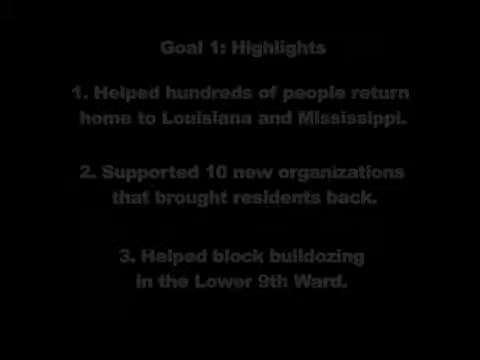 Goal 1: Highlights
1. Helped hundreds of people return
home to Louisiana and Mississippi.
2. Supported 10 new organizations
that brought residents back.
3. Helped block bulldozing
in the Lower 9th Ward.